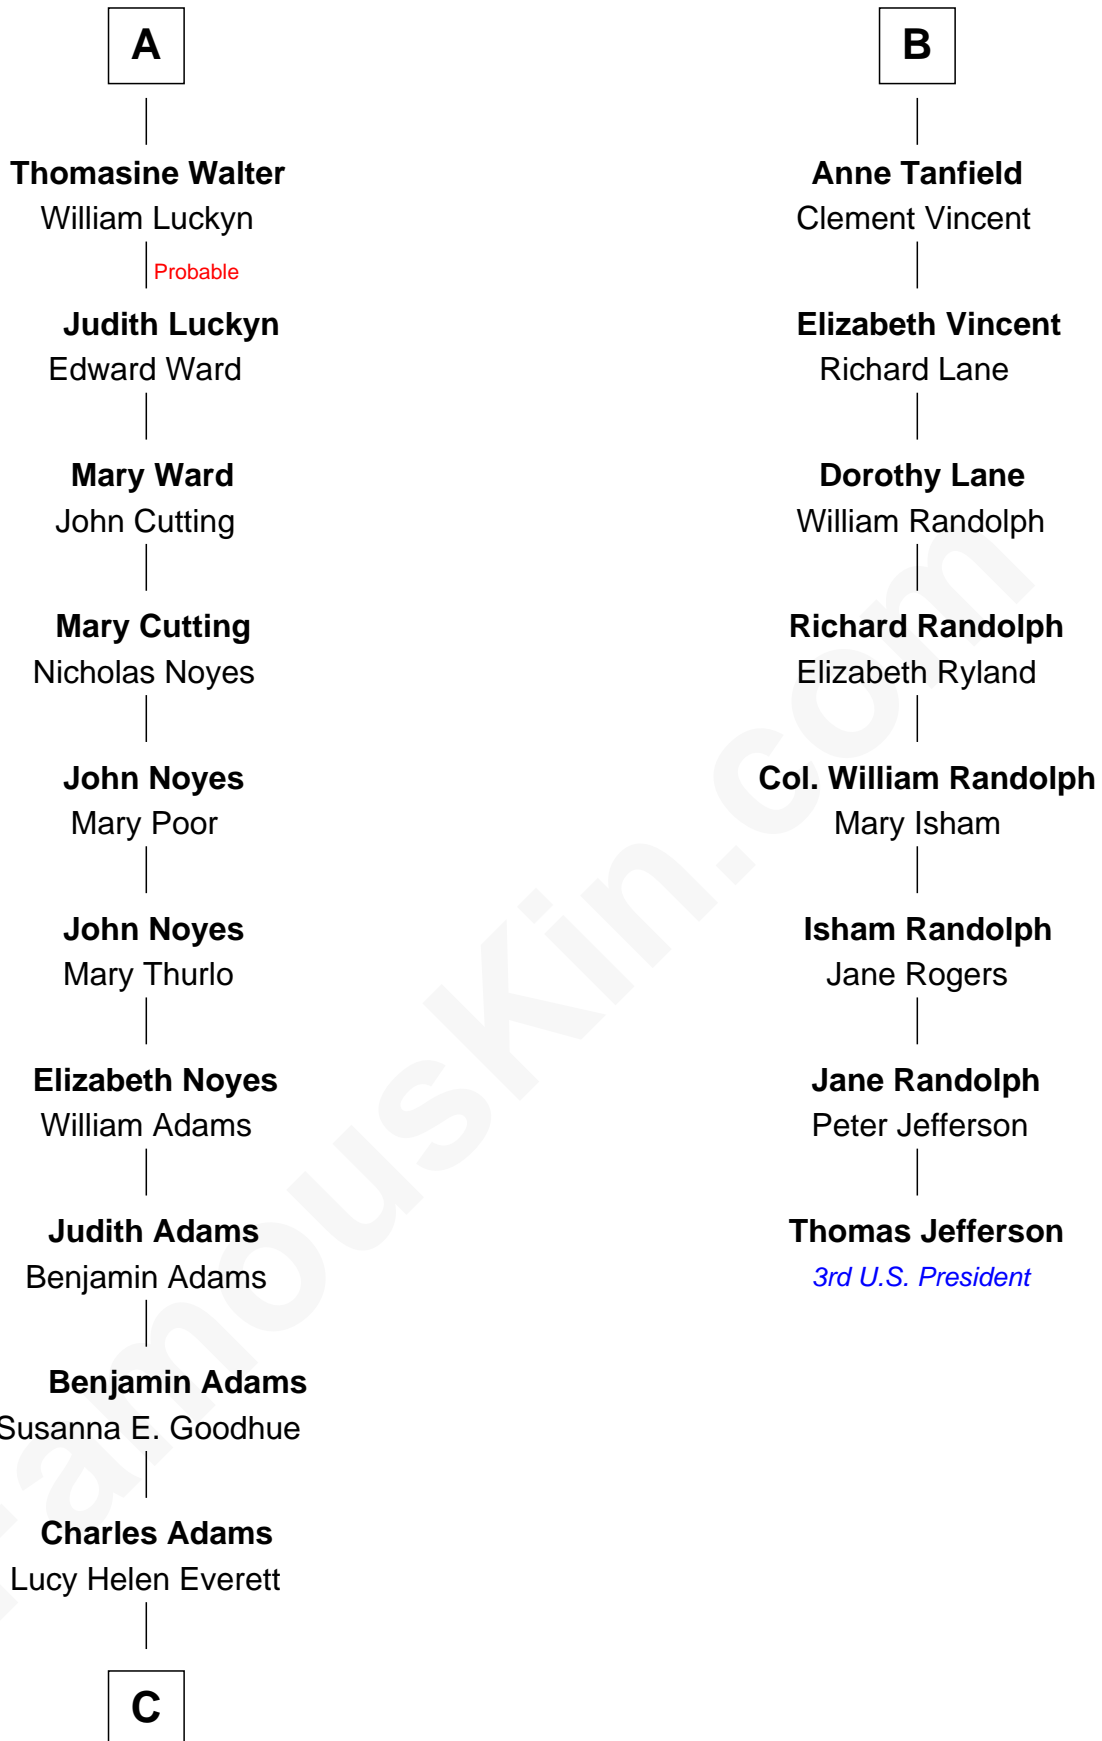 A
Thomasine Walter
William Luckyn
Probable
Judith Luckyn
Edward Ward
Mary Ward
John Cutting
Mary Cutting
Nicholas Noyes
John Noyes
Mary Poor
John Noyes
Mary Thurlo
Elizabeth Noyes
William Adams
Judith Adams
Benjamin Adams
Benjamin Adams
Susanna E. Goodhue
Charles Adams
Lucy Helen Everett
C
B
Anne Tanfield
Clement Vincent
Elizabeth Vincent
Richard Lane
Dorothy Lane
William Randolph
Richard Randolph
Elizabeth Ryland
Col. William Randolph
Mary Isham
Isham Randolph
Jane Rogers
Jane Randolph
Peter Jefferson
Thomas Jefferson
3rd U.S. President
FamousKin.com